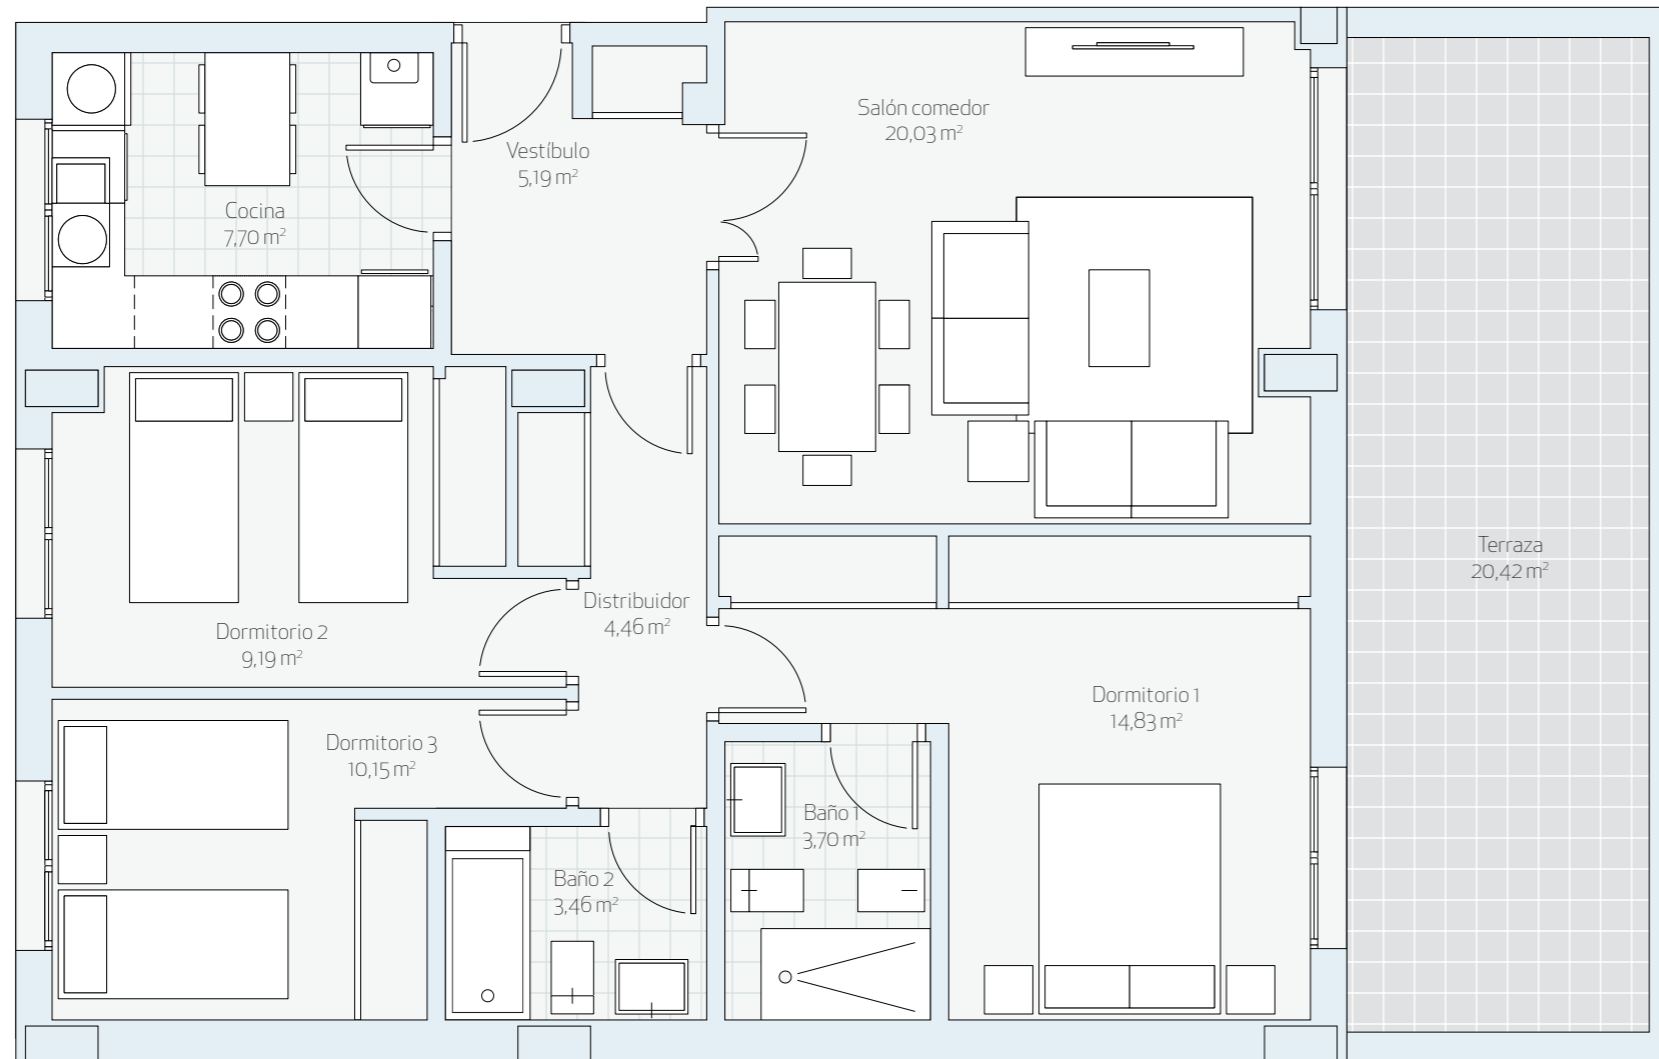 Salón comedor
20,03 m²
Vestíbulo
5,19 m²
Cocina
7,70 m²
Terraza
20,42 m²
Distribuidor
4,46 m²
Dormitorio 2
9,19 m²
Dormitorio 1
14,83 m²
Dormitorio 3
10,15 m²
Baño 1
3,70 m²
Baño 2
3,46 m²